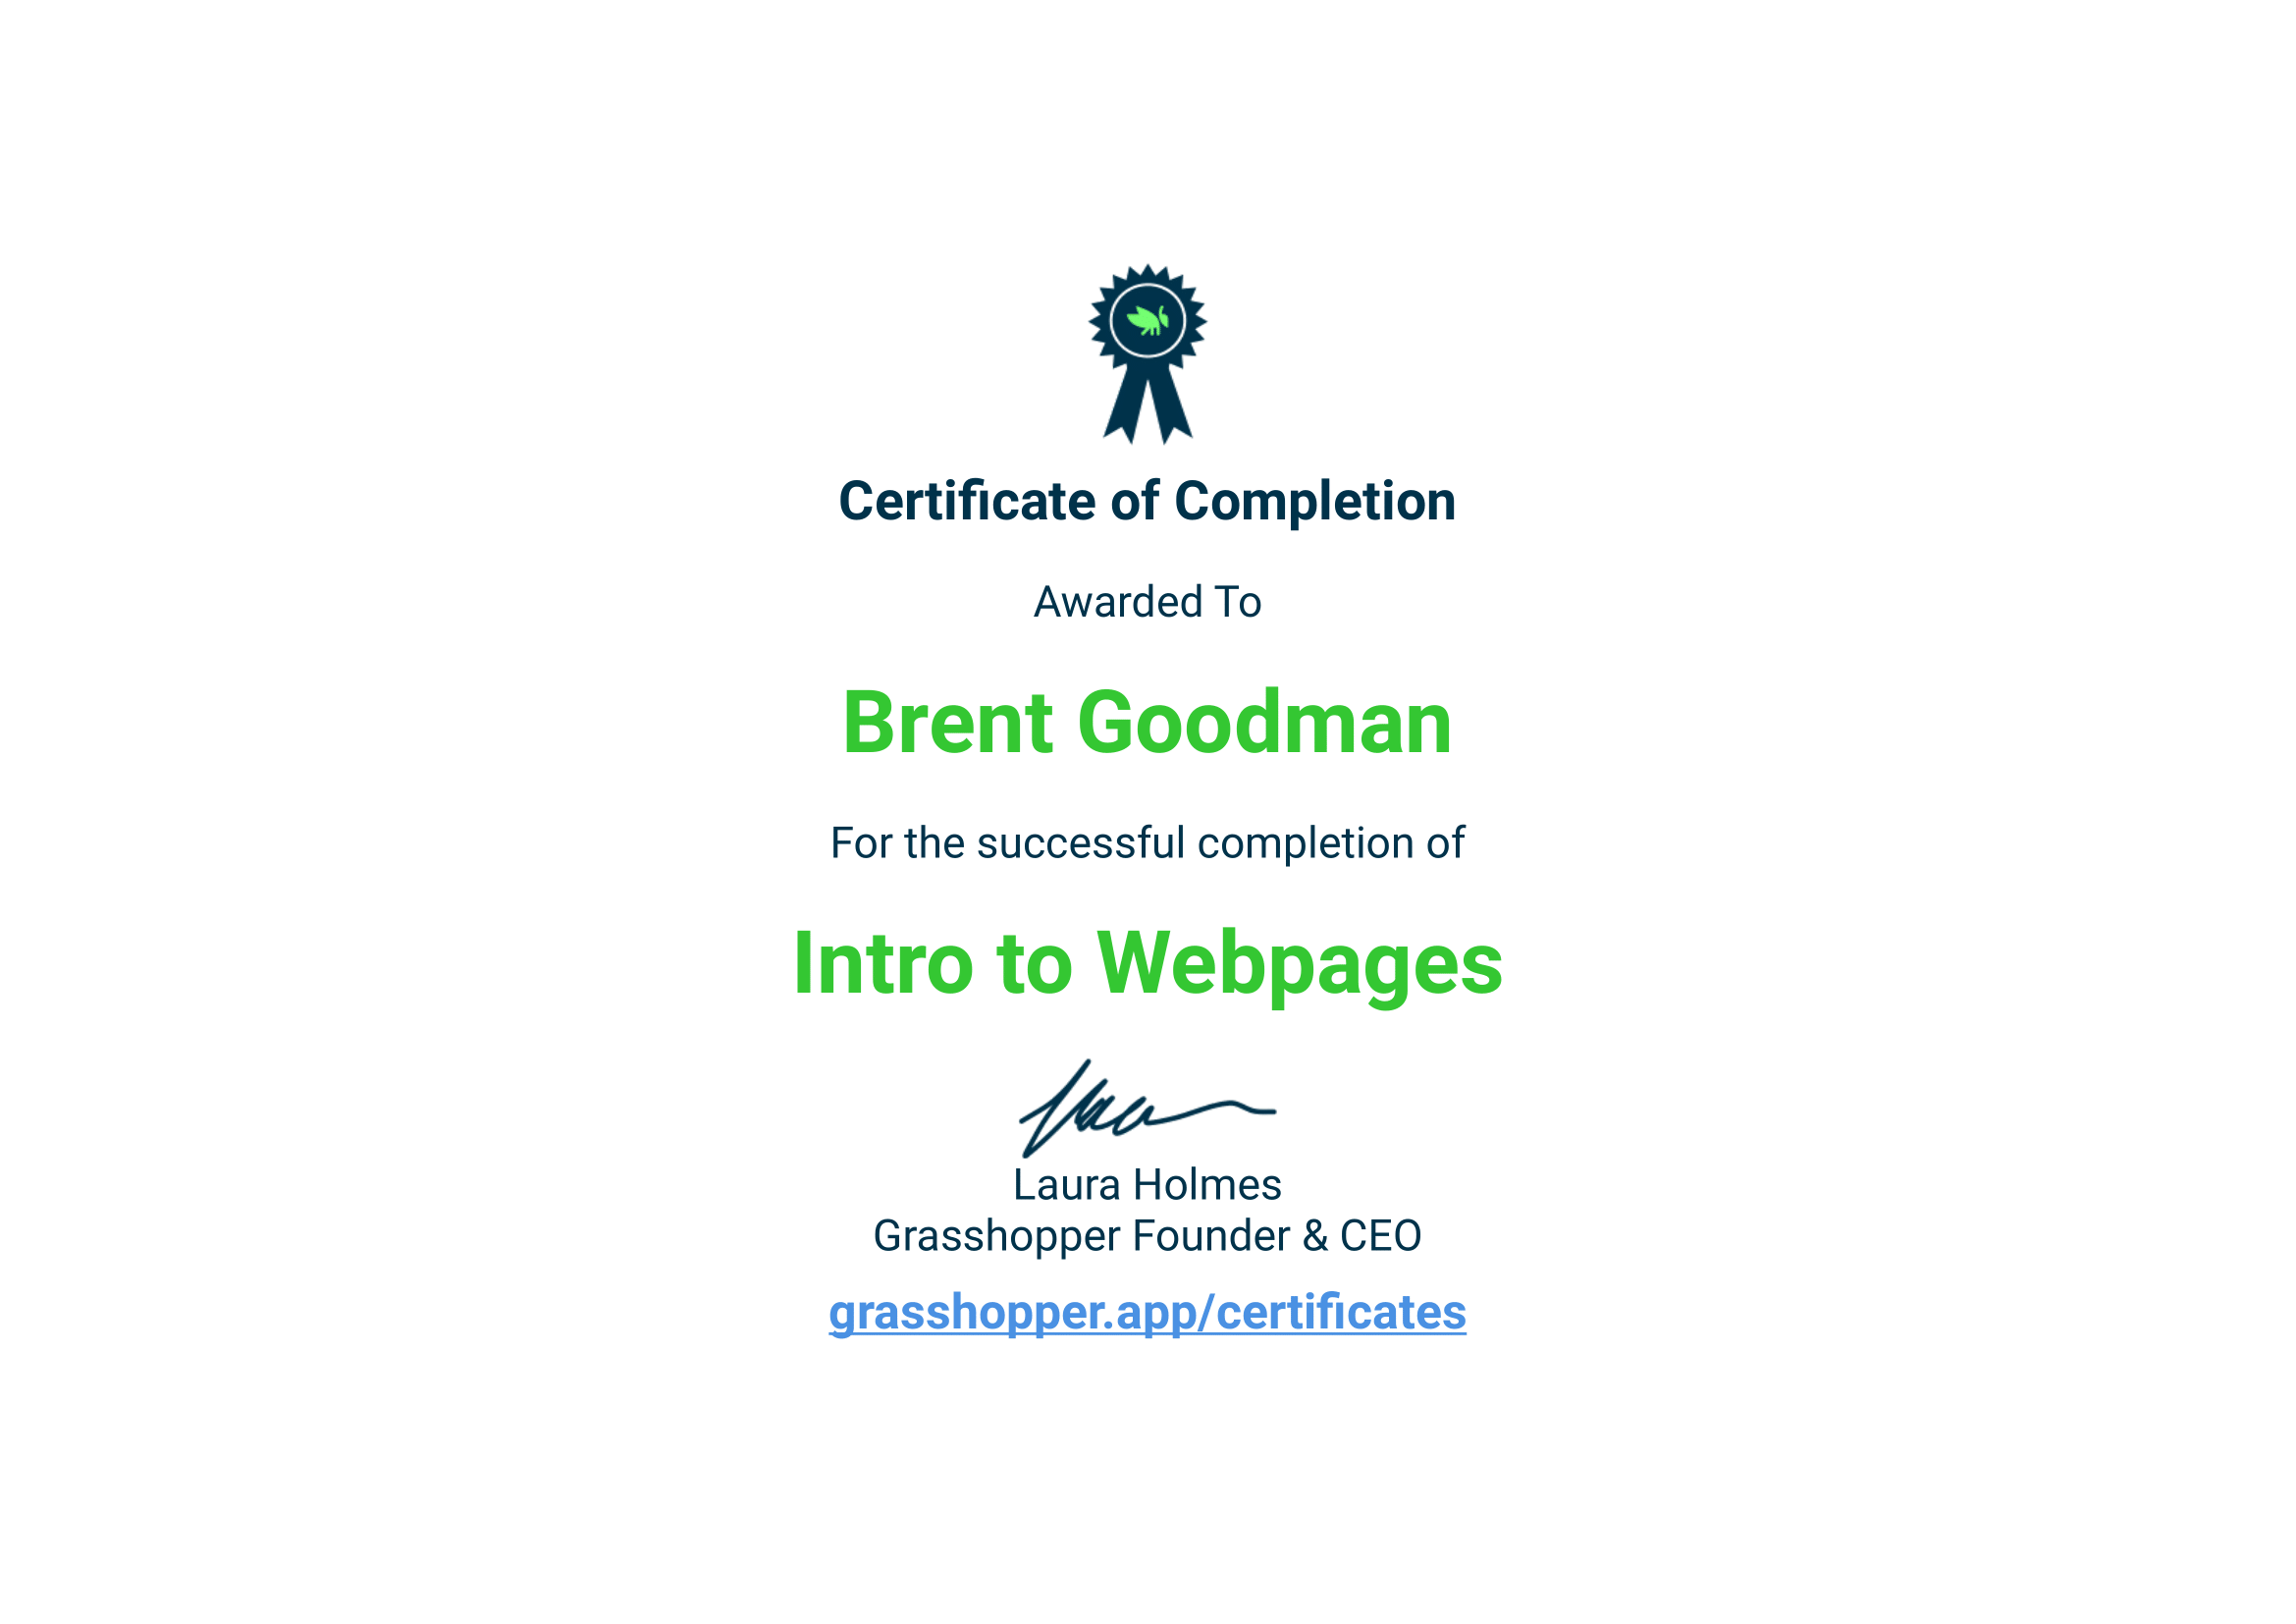 Certificate of Completion
Awarded To
Brent Goodman
For the successful completion of
Intro to Webpages
Laura Holmes
Grasshopper Founder & CEO
grasshopper.app/certificates